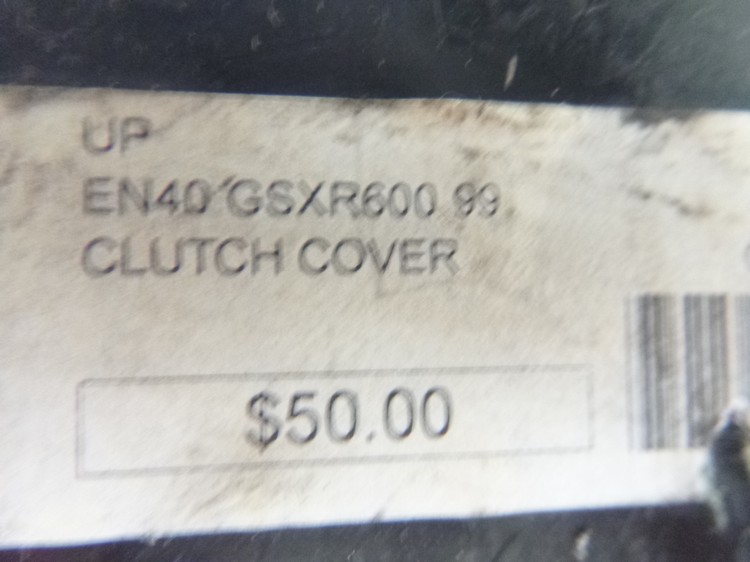 UP
EN40 GSXR600 99
CLUTCH COVER
$50.00